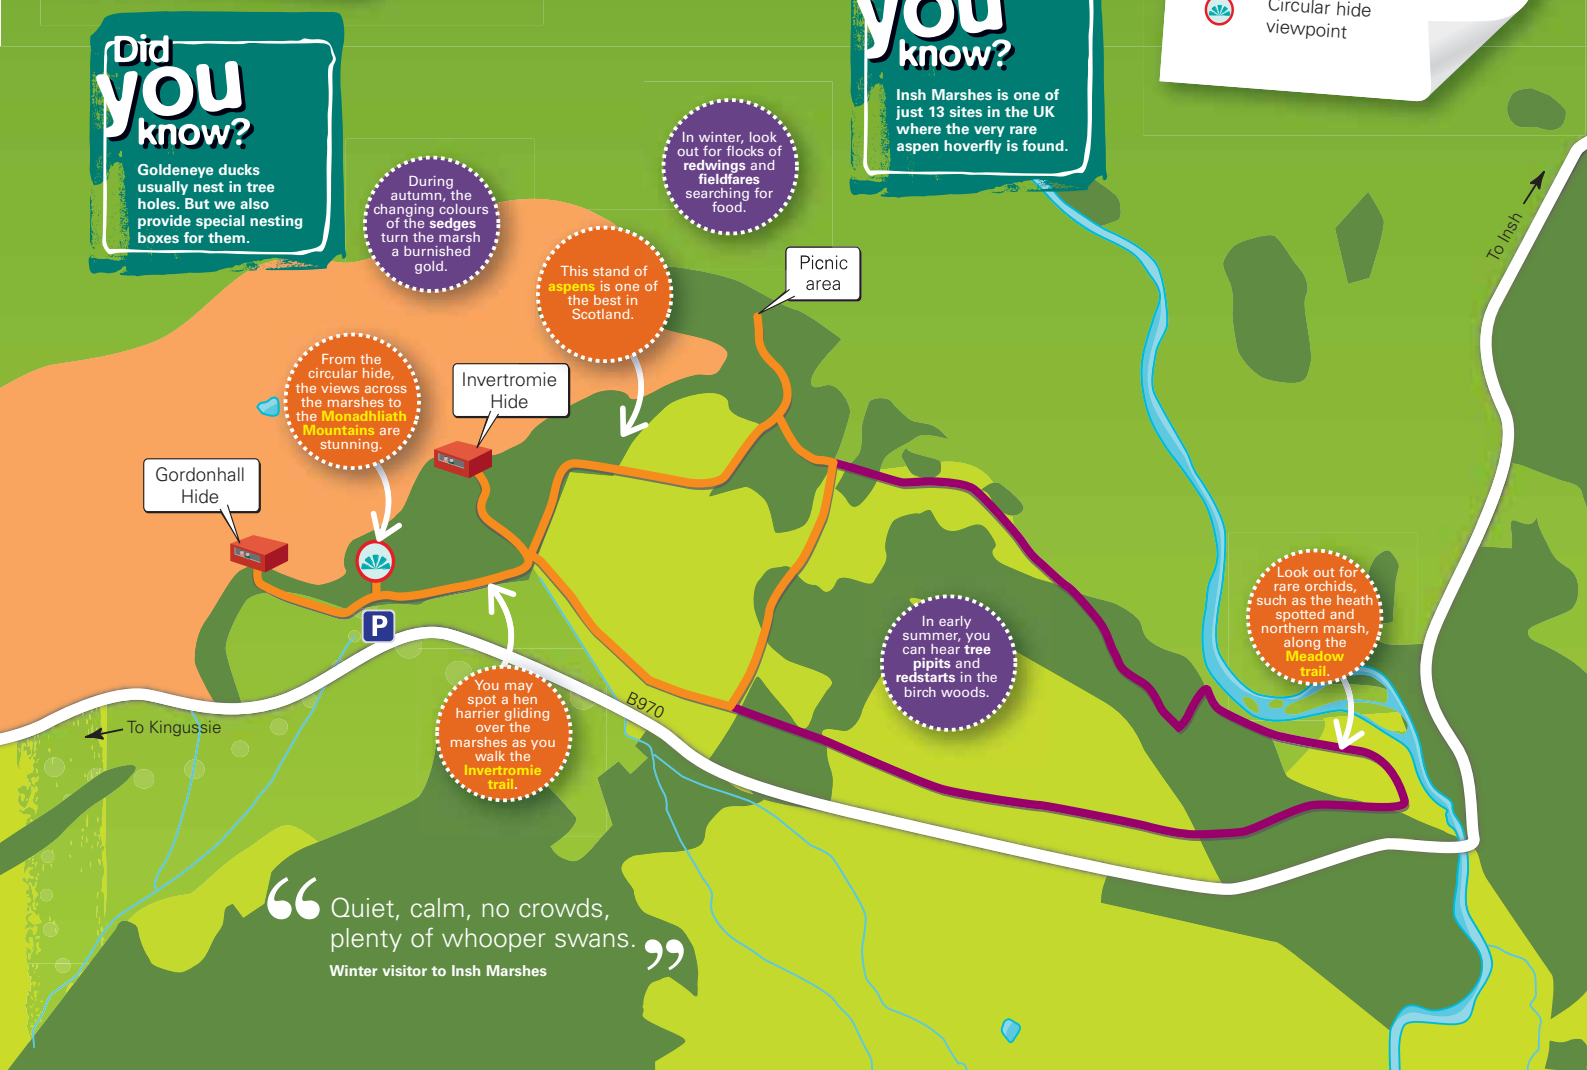 Did
you
know?
Goldeneye ducks
usually nest in tree
holes. But we also
provide special nesting
boxes for them.
you
know?
Insh Marshes is one of
just 13 sites in the UK
where the very rare
aspen hoverfly is found.
Circular hide
viewpoint
During
autumn, the
changing colours
of the sedges
turn the marsh
a burnished
gold.
In winter, look
out for flocks of
redwings and
fieldfares
searching for
food.
This stand of
aspens is one of
the best in
Scotland.
Picnic
area
To Insh
From the
circular hide,
the views across
the marshes to
the Monadhliath
Mountains are
stunning.
Invertromie
Hide
Gordonhall
Hide
P
Look out for
rare orchids,
such as the heath
spotted and
northern marsh,
along the
Meadow
trail.
In early
summer, you
can hear tree
pipits and
redstarts in the
birch woods.
You may
spot a hen
harrier gliding
over the
marshes as you
walk the
Invertromie
trail.
B970
To Kingussie
“ Quiet, calm, no crowds,
plenty of whooper swans. ”
Winter visitor to Insh Marshes